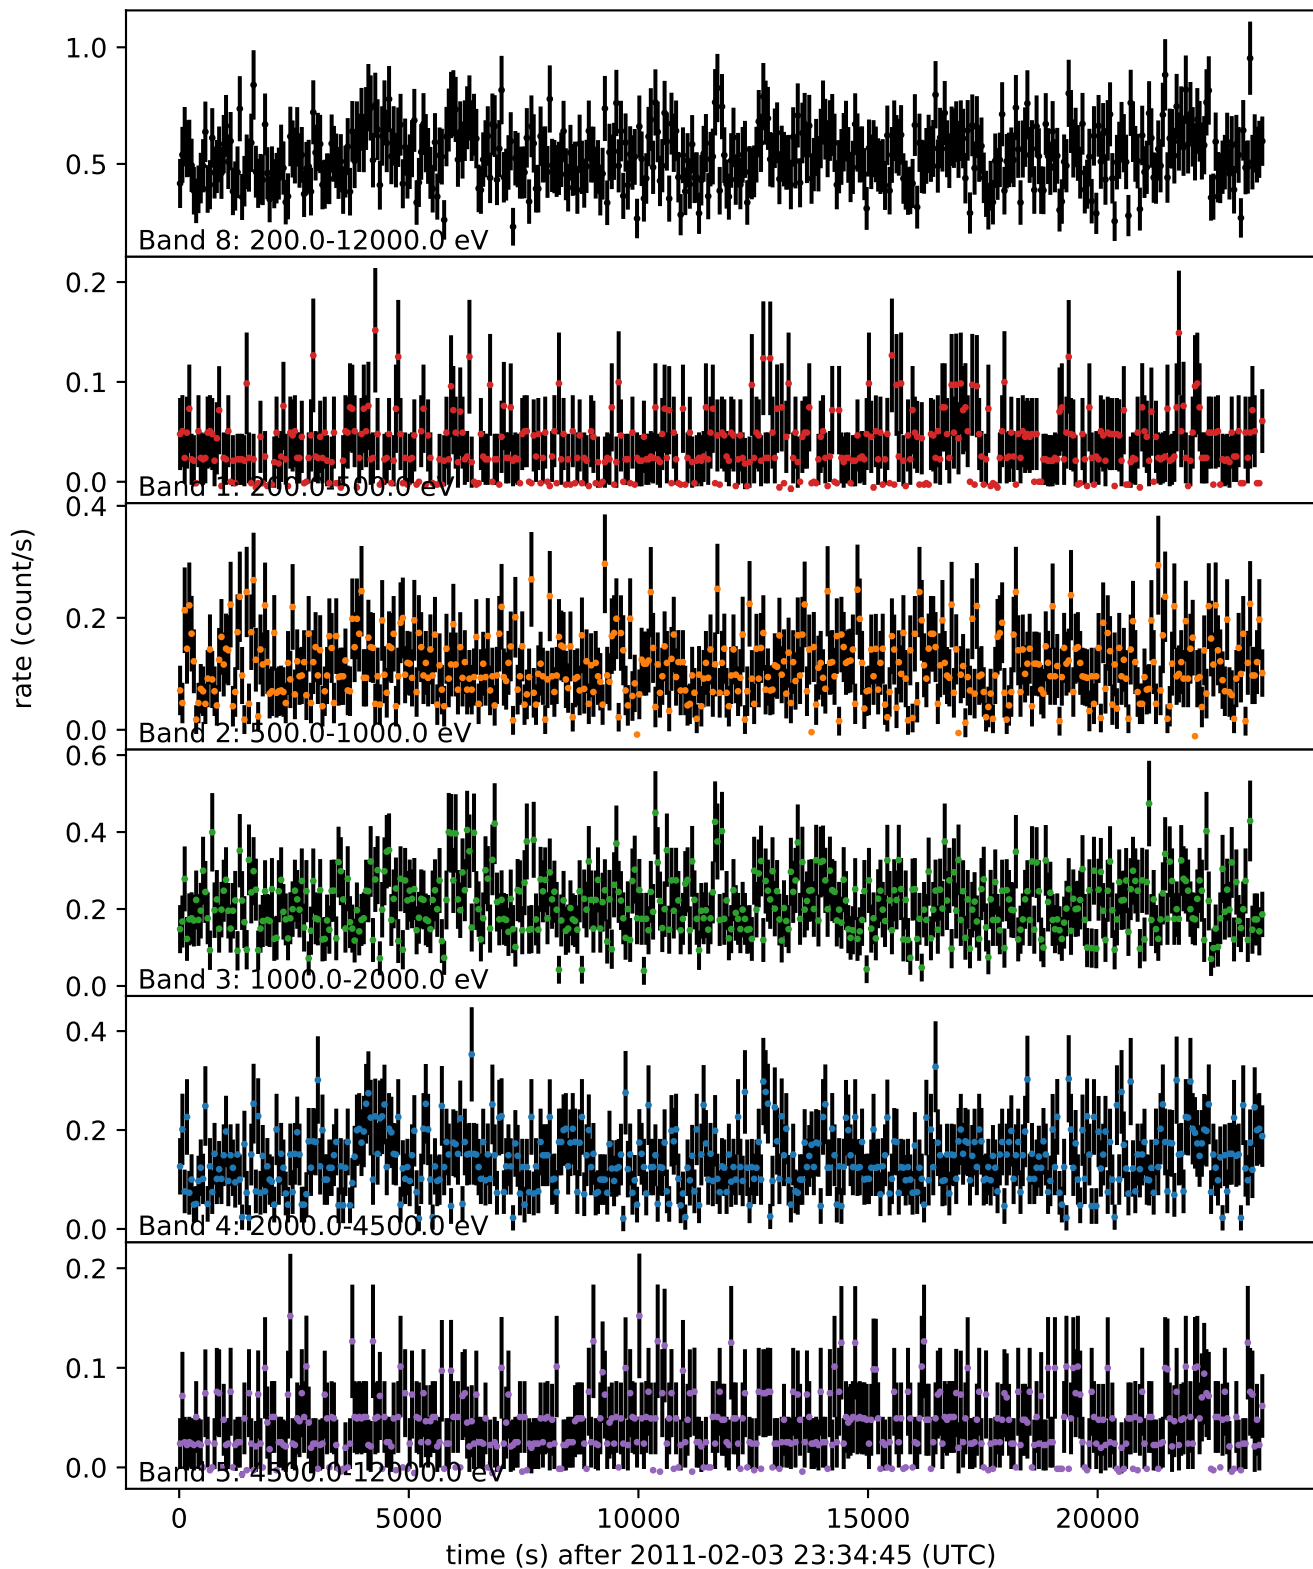 1.0
0.5
Band 8: 200.0-12000.0 eV
0.2
0.1
0.0
Band 1: 200.0-500.0 eV
0.4
0.2
0.0
Band 2: 500.0-1000.0 eV
rate (count/s)
0.6
0.4
0.2
0.0
Band 3: 1000.0-2000.0 eV
0.4
0.2
0.0
Band 4: 2000.0-4500.0 eV
0.2
0.1
0.0
Band 5: 4500.0-12000.0 eV
0 5000 10000 15000 20000
time (s) after 2011-02-03 23:34:45 (UTC)